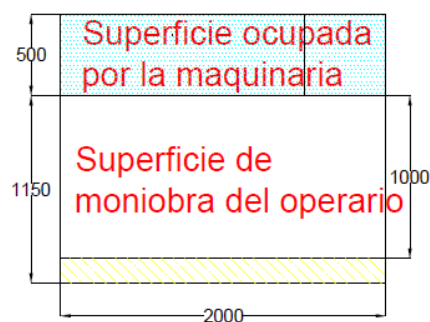 Superficie ocupada
por la maquinaria
500
Superficie de
moniobra del operario
1150
1000
2000